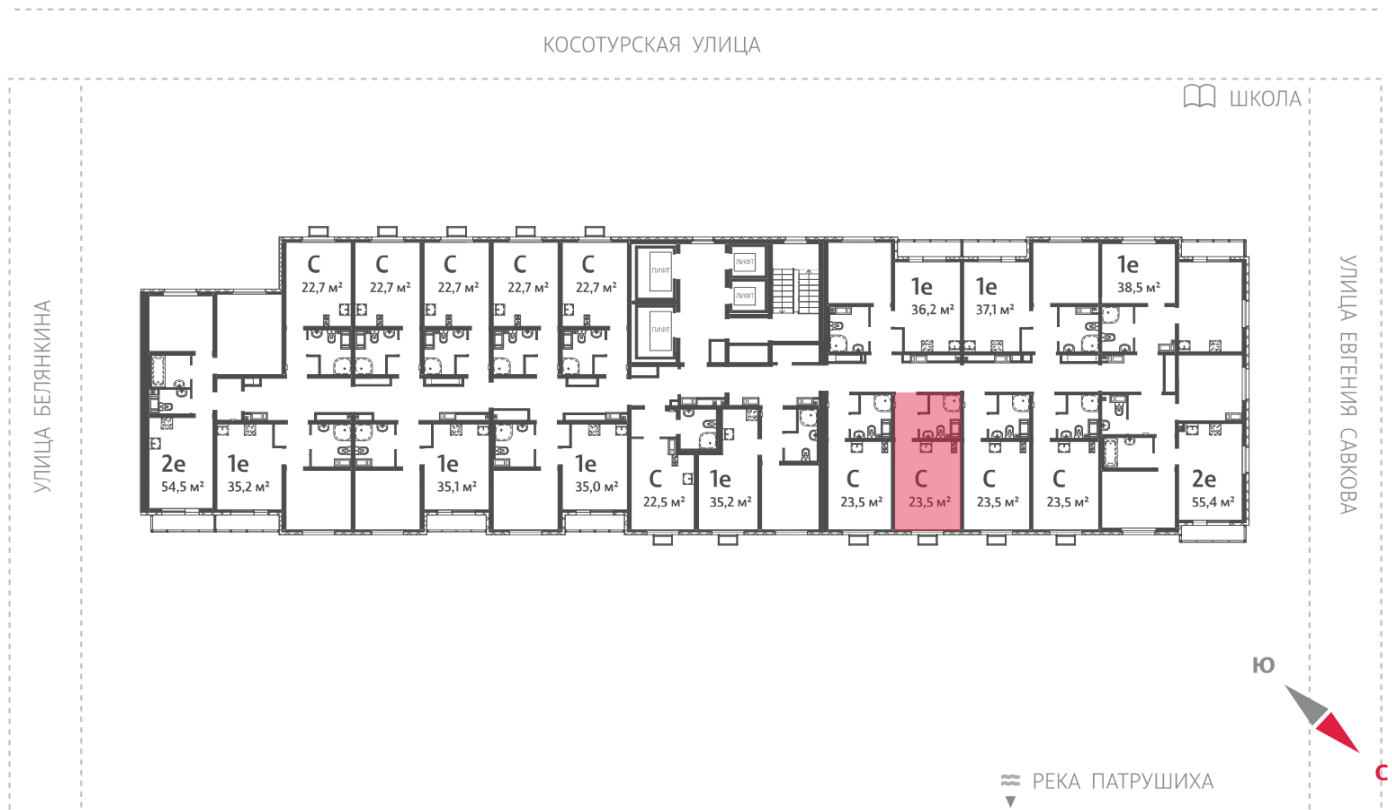 КОСОТУРСКАЯ УЛИЦА
ШКОЛА
УЛИЦА БЕЛЯНКИНА
УЛИЦА ЕВГЕНИЯ САВКОВА
С
22,7 м²
С
22,7 м²
С
22,7 м²
С
22,7 м²
С
22,7 м²
ЛИФТ
ЛИФТ
ЛИФТ
ЛИФТ
1е
36,2 м²
1е
37,1 м²
1е
38,5 м²
2е
54,5 м²
1е
35,2 м²
1е
35,1 м²
1е
35,0 м²
С
22,5 м²
1е
35,2 м²
С
23,5 м²
С
23,5 м²
С
23,5 м²
С
23,5 м²
2е
55,4 м²
Ю
С
РЕКА ПАТРУШИХА